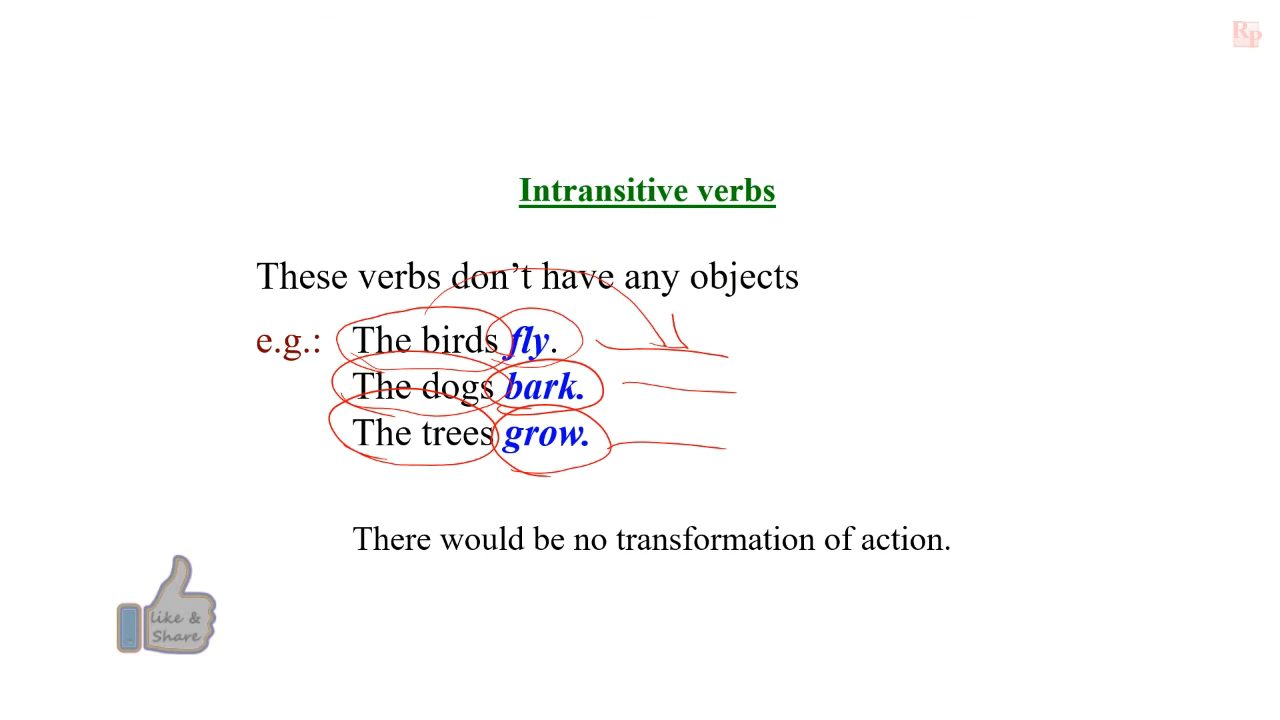 RP
Intransitive verbs
These verbs don't have any objects
e.g.: The birds fly.
The dogs bark.
The trees grow.
There would be no transformation of action.
like &
Share